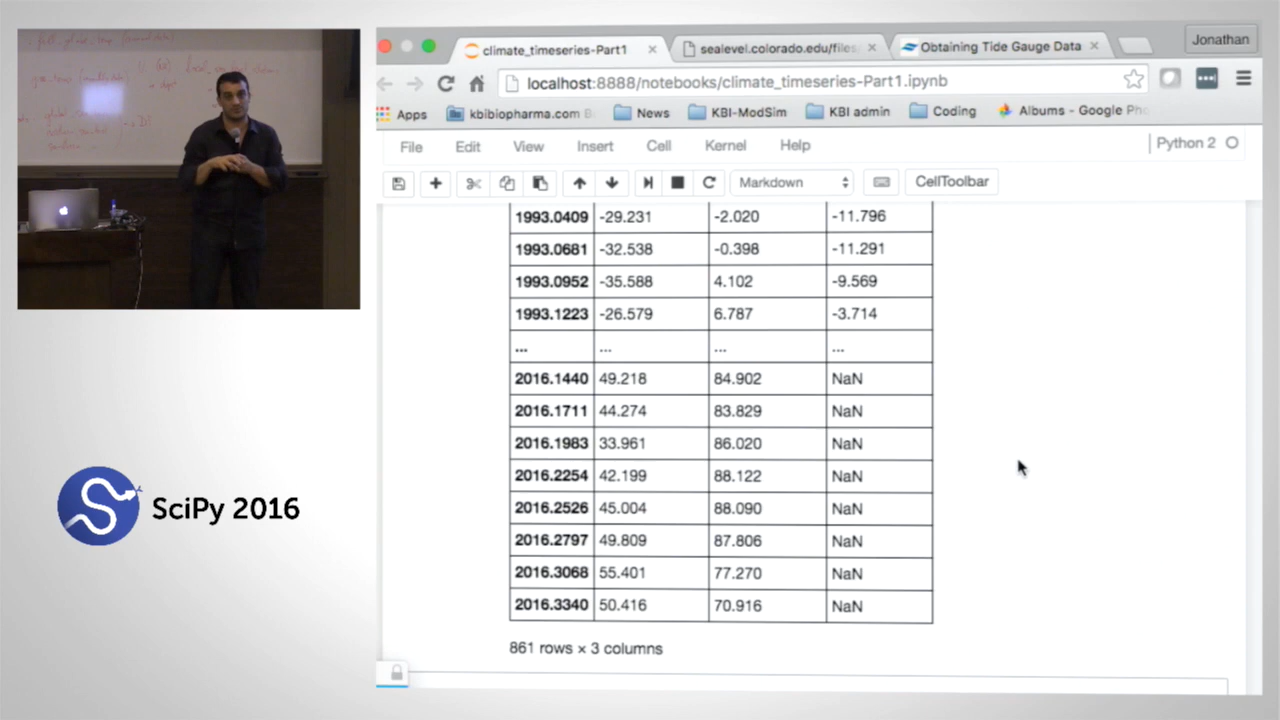 climate_timeseries-Part1
sealevel.colorado.edu/files
Obtaining Tide Gauge Data
Jonathan
localhost:8888/notebooks/climate_timeseries-Part1.ipynb
Apps
kbibiopharma.com
News
KBI-ModSim
KBI admin
Coding
Albums - Google Pho
File Edit View Insert Cell Kernel Help
Python 2
Markdown
CellToolbar
1993.0409 -29.231 -2.020 -11.796
1993.0681 -32.538 -0.398 -11.291
1993.0952 -35.588 4.102 -9.569
1993.1223 -26.579 6.787 -3.714
... ... ... ...
2016.1440 49.218 84.902 NaN
2016.1711 44.274 83.829 NaN
2016.1983 33.961 86.020 NaN
2016.2254 42.199 88.122 NaN
2016.2526 45.004 88.090 NaN
2016.2797 49.809 87.806 NaN
2016.3068 55.401 77.270 NaN
2016.3340 50.416 70.916 NaN
861 rows × 3 columns
SciPy 2016